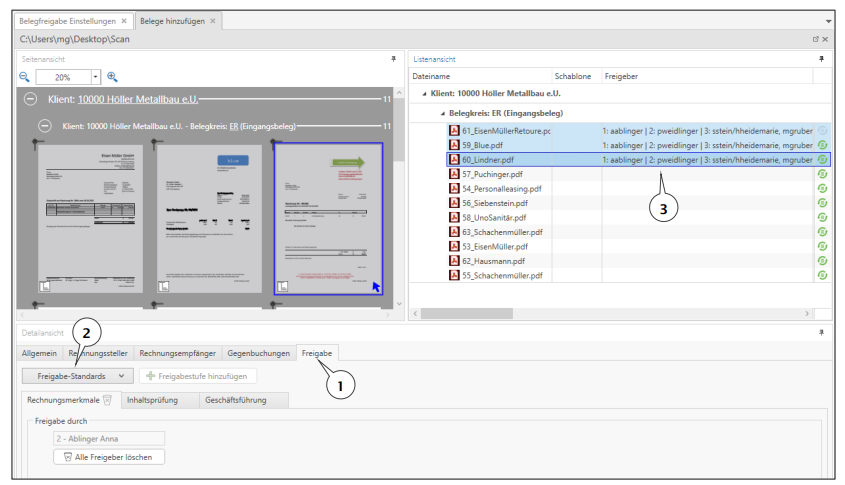 Belegfreigabe Einstellungen ×
Belege hinzufügen ×
C:\Users\mg\Desktop\Scan
Seitenansicht
20%
Klient: 10000 Höller Metallbau e.U. 11
Klient: 10000 Höller Metallbau e.U. - Belegkreis: ER (Eingangsbeleg) 11
Eisen Müller GmbH
Listenansicht
Dateiname Schablone Freigeber
Klient: 10000 Höller Metallbau e.U.
Belegkreis: ER (Eingangsbeleg)
61_EisenMüllerRetoure.pc 1: aablinger | 2: pweidlinger | 3: sstein/hheidemarie, mgruber
59_Blue.pdf 1: aablinger | 2: pweidlinger | 3: sstein/hheidemarie, mgruber
60_Lindner.pdf 1: aablinger | 2: pweidlinger | 3: sstein/hheidemarie, mgruber
57_Puchinger.pdf
54_Personalleasing.pdf
56_Siebenstein.pdf
58_UnoSanitär.pdf
63_Schachenmüller.pdf
53_EisenMüller.pdf
62_Hausmann.pdf
55_Schachenmüller.pdf
3
Detailansicht
2
Allgemein Rechnungssteller Rechnungsempfänger Gegenbuchungen Freigabe
Freigabe-Standards Freigabestufe hinzufügen
1
Rechnungsmerkmale Inhaltsprüfung Geschäftsführung
Freigabe durch
2 - Ablinger Anna
Alle Freigeber löschen